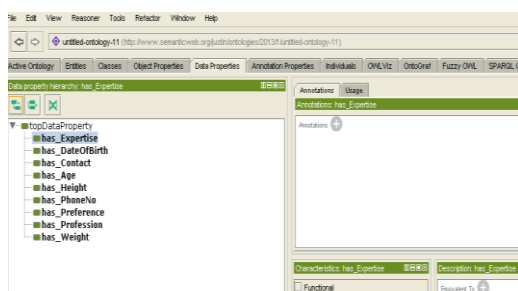 File Edit View Reasoner Tools Refactor Window Help
untitled-ontology-11 (http://www.semanticweb.org/justin/ontologies/2013/1/untitled-ontology-11)
Active Ontology Entities Classes Object Properties Data Properties Annotation Properties Individuals OWLViz OntoGraf Fuzzy OWL SPARQL
Data property hierarchy: has_Expertise
Annotations Usage
Annotations: has_Expertise
Annotations
topDataProperty
has_Expertise
has_DateOfBirth
has_Contact
has_Age
has_Height
has_PhoneNo
has_Preference
has_Profession
has_Weight
Characteristics: has_Expertise
Description: has_Expertise
Functional
Equivalent To